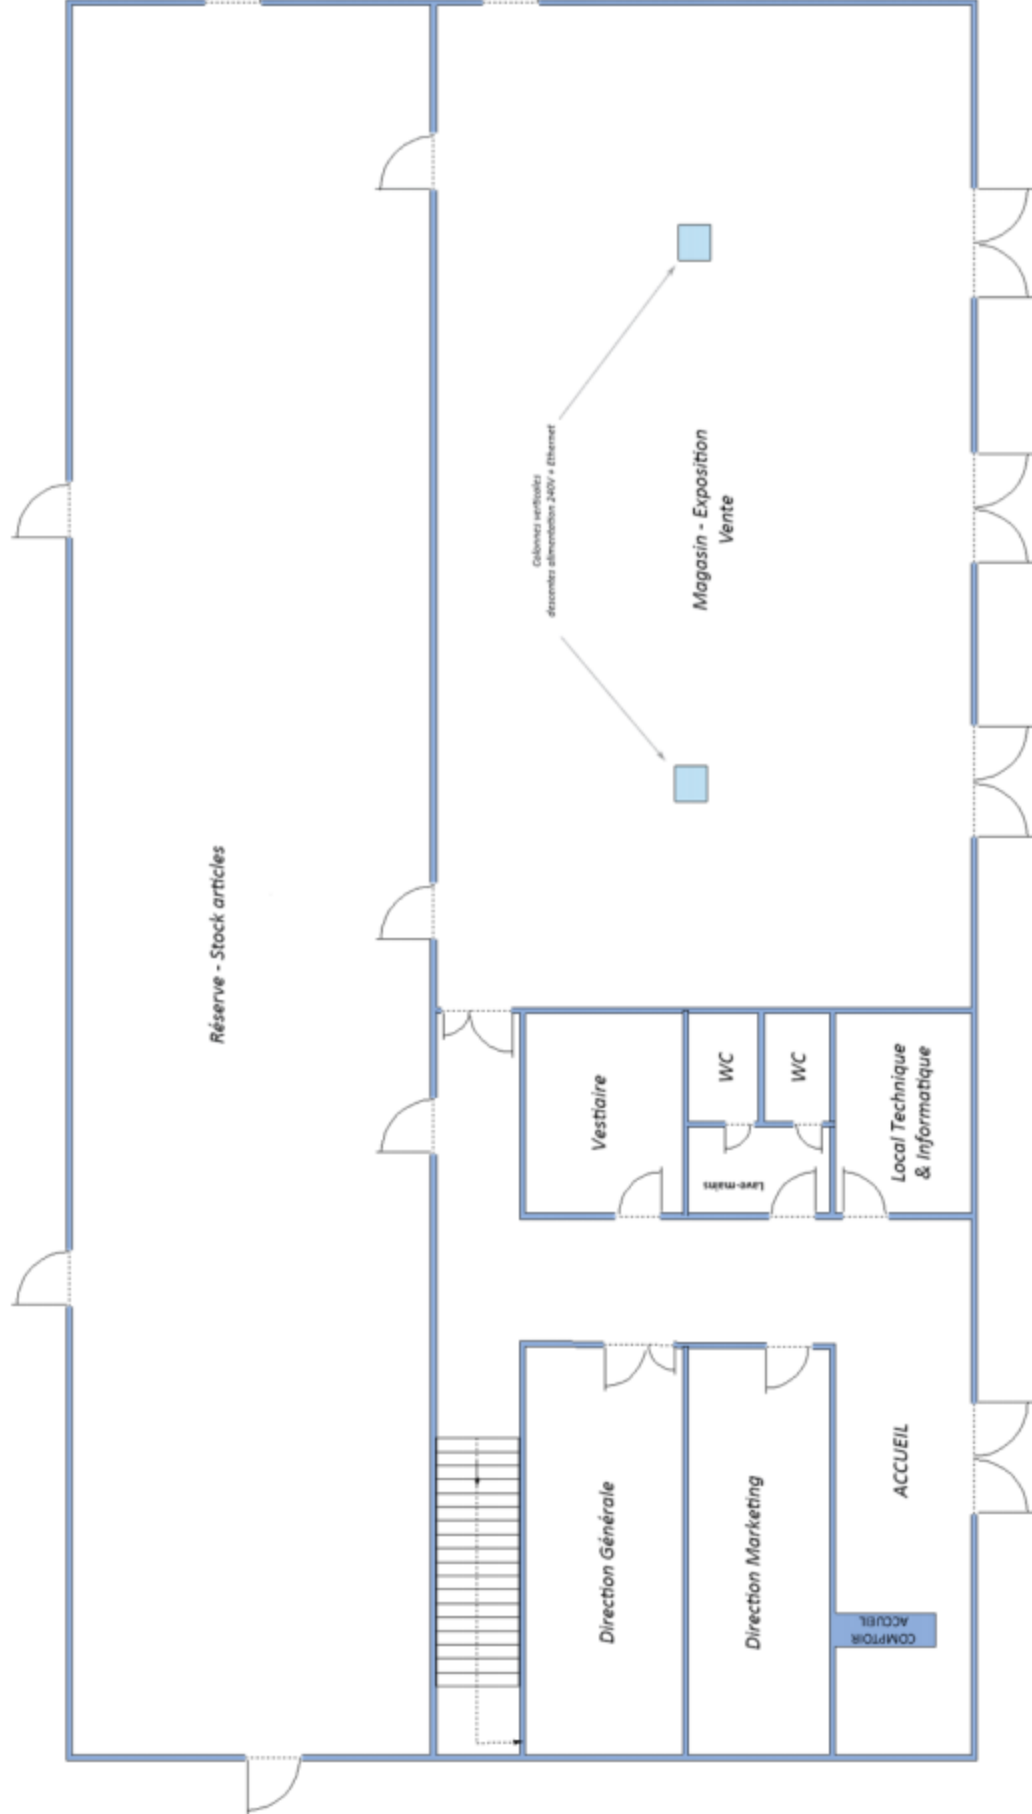 Colonnes verticales
descentes alimentation 240V + Ethernet
Magasin - Exposition
Vente
Réserve - Stock articles
Vestiaire
WC
WC
Local Technique
& Informatique
Lave-mains
Direction Générale
Direction Marketing
ACCUEIL
COMPTOIR
ACCUEIL